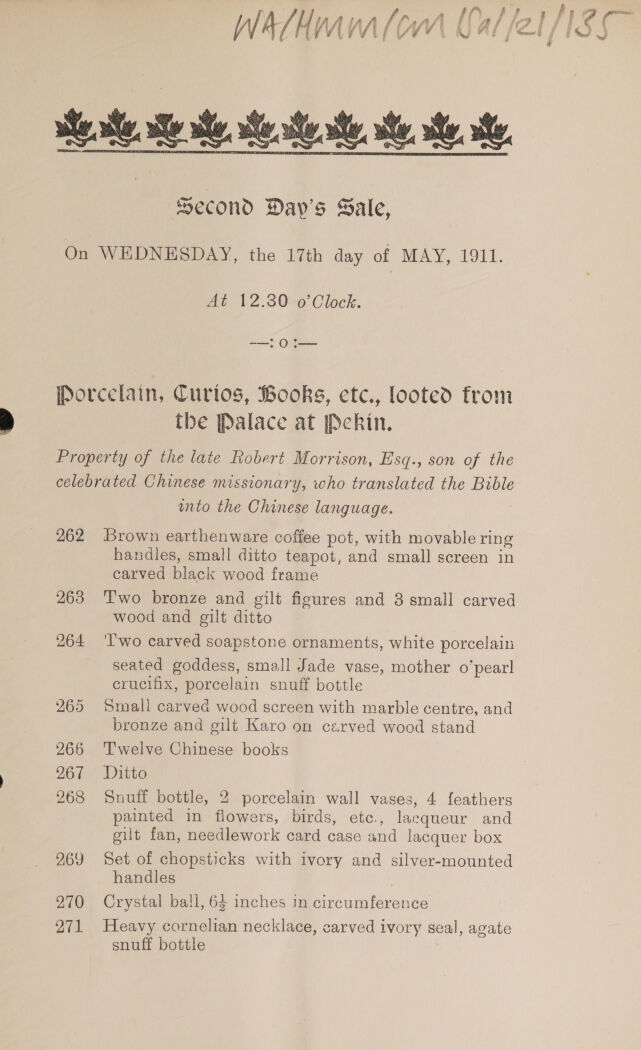 WA/HMM/CM/Sal/21/135
Second Day's Sale,
On WEDNESDAY, the 17th day of MAY, 1911.
At 12.30 o'Clock.
—: o :—
Porcelain, Curios, Books, etc., looted from
the Palace at Pekin.
Property of the late Robert Morrison, Esq., son of the
celebrated Chinese missionary, who translated the Bible
into the Chinese language.
262 Brown earthenware coffee pot, with movable ring
handles, small ditto teapot, and small screen in
carved black wood frame
263 Two bronze and gilt figures and 3 small carved
wood and gilt ditto
264 Two carved soapstone ornaments, white porcelain
seated goddess, small Jade vase, mother o'pearl
crucifix, porcelain snuff bottle
265 Small carved wood screen with marble centre, and
bronze and gilt Karo on carved wood stand
266 Twelve Chinese books
267 Ditto
268 Snuff bottle, 2 porcelain wall vases, 4 feathers
painted in flowers, birds, etc., lacqueur and
gilt fan, needlework card case and lacquer box
269 Set of chopsticks with ivory and silver-mounted
handles
270 Crystal ball, 6½ inches in circumference
271 Heavy cornelian necklace, carved ivory seal, agate
snuff bottle